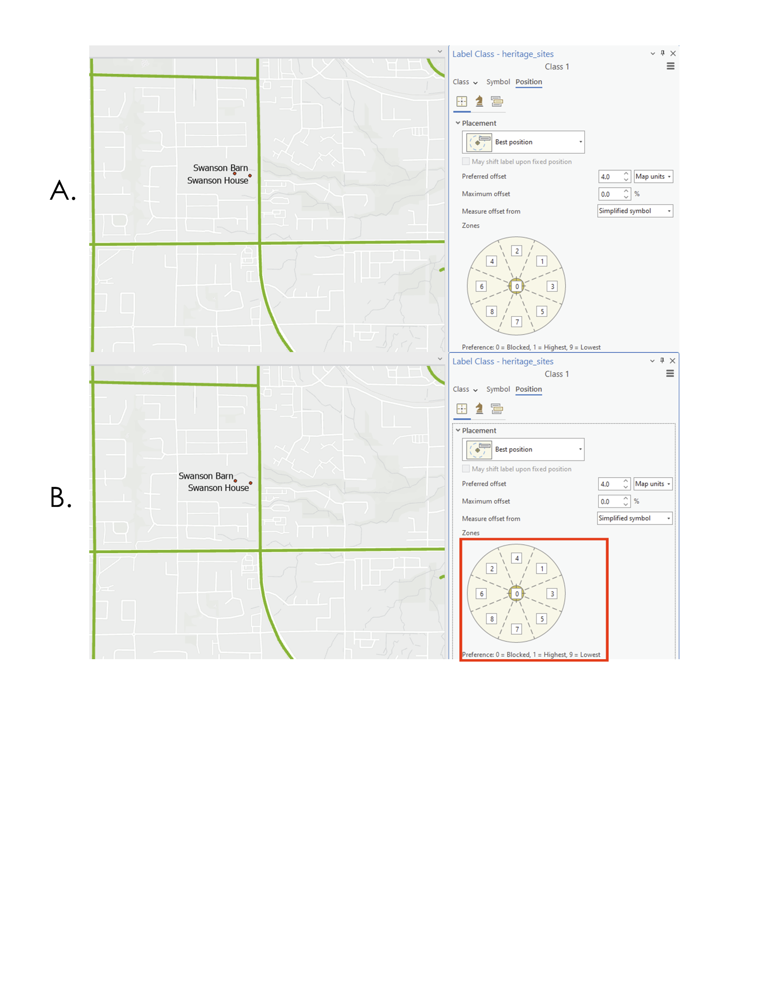 A.
Swanson Barn
Swanson House
Label Class - heritage_sites
Class 1
Class Symbol Position
Placement
Best position
May shift label upon fixed position
Preferred offset 4.0 Map units
Maximum offset 0.0 %
Measure offset from Simplified symbol
Zones
2
4 1
6 0 3
8 5
7
Preference: 0 = Blocked, 1 = Highest, 9 = Lowest
B.
Swanson Barn
Swanson House
Label Class - heritage_sites
Class 1
Class Symbol Position
Placement
Best position
May shift label upon fixed position
Preferred offset 4.0 Map units
Maximum offset 0.0 %
Measure offset from Simplified symbol
Zones
4
2 1
6 0 3
8 5
7
Preference: 0 = Blocked, 1 = Highest, 9 = Lowest